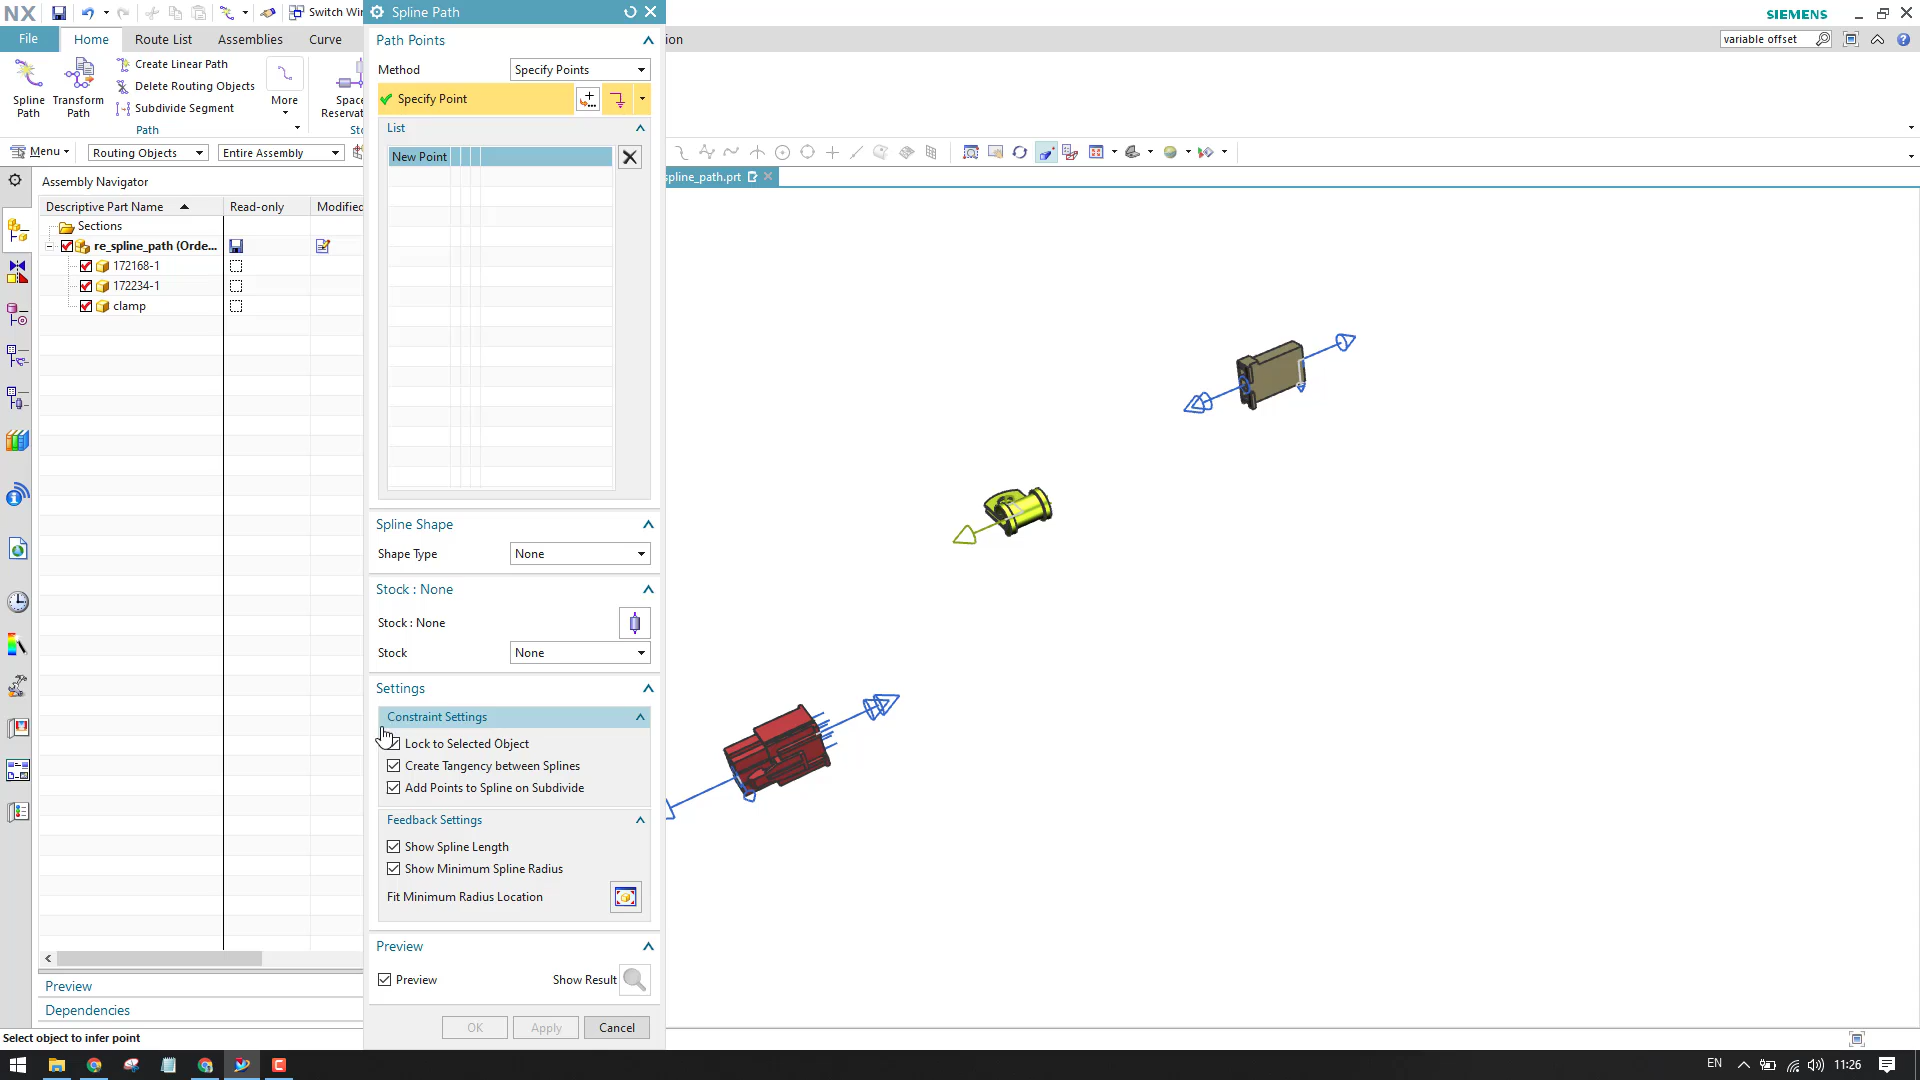 NX
Switch Win
Spline Path
SIEMENS
File
Home
Route List
Assemblies
Curve
ion
variable offset
Create Linear Path
Delete Routing Objects
Subdivide Segment
Spline
Path
Transform
Path
More
Space
Reserva
Path
Sto
Menu
Routing Objects
Entire Assembly
spline_path.prt
Assembly Navigator
Descriptive Part Name
Read-only
Modified
Sections
re_spline_path (Orde...
172168-1
172234-1
clamp
Path Points
Method
Specify Points
Specify Point
List
New Point
Spline Shape
Shape Type
None
Stock : None
Stock : None
Stock
None
Settings
Constraint Settings
Lock to Selected Object
Create Tangency between Splines
Add Points to Spline on Subdivide
Feedback Settings
Show Spline Length
Show Minimum Spline Radius
Fit Minimum Radius Location
Preview
Preview
Show Result
OK
Apply
Cancel
Preview
Dependencies
Select object to infer point
EN
11:26